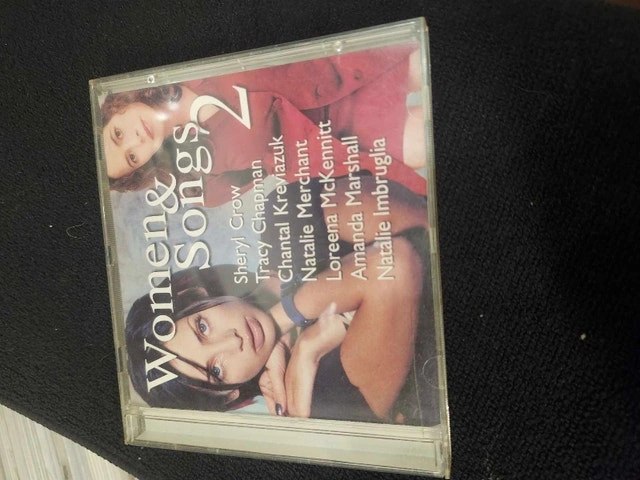 Women &
Songs 2
Sheryl Crow
Tracy Chapman
Chantal Kreviazuk
Natalie Merchant
Loreena McKennitt
Amanda Marshall
Natalie Imbruglia